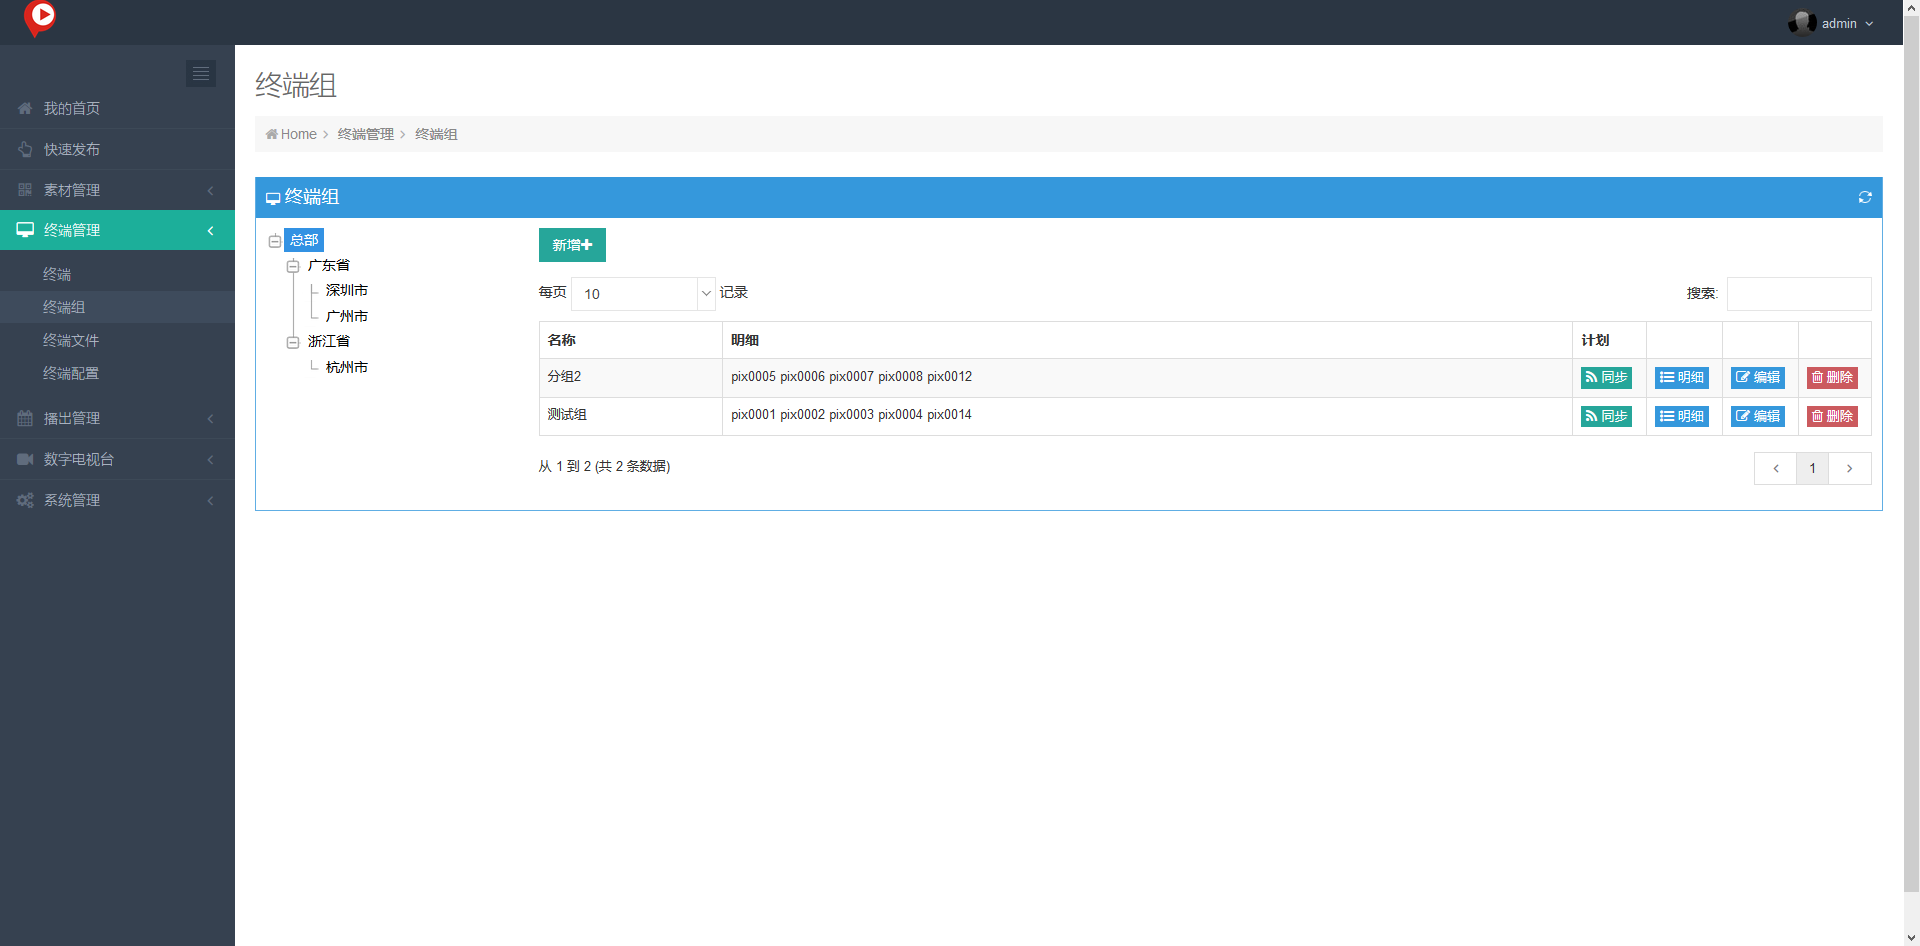 admin
我的首页
快速发布
素材管理
终端管理
终端
终端组
终端文件
终端配置
播出管理
数字电视台
系统管理
终端组
Home 终端管理 终端组
终端组
总部
广东省
深圳市
广州市
浙江省
杭州市
新增
每页 10 记录 搜索:
名称 明细 计划
分组2 pix0005 pix0006 pix0007 pix0008 pix0012 同步 明细 编辑 删除
测试组 pix0001 pix0002 pix0003 pix0004 pix0014 同步 明细 编辑 删除
从 1 到 2 (共 2 条数据) 1